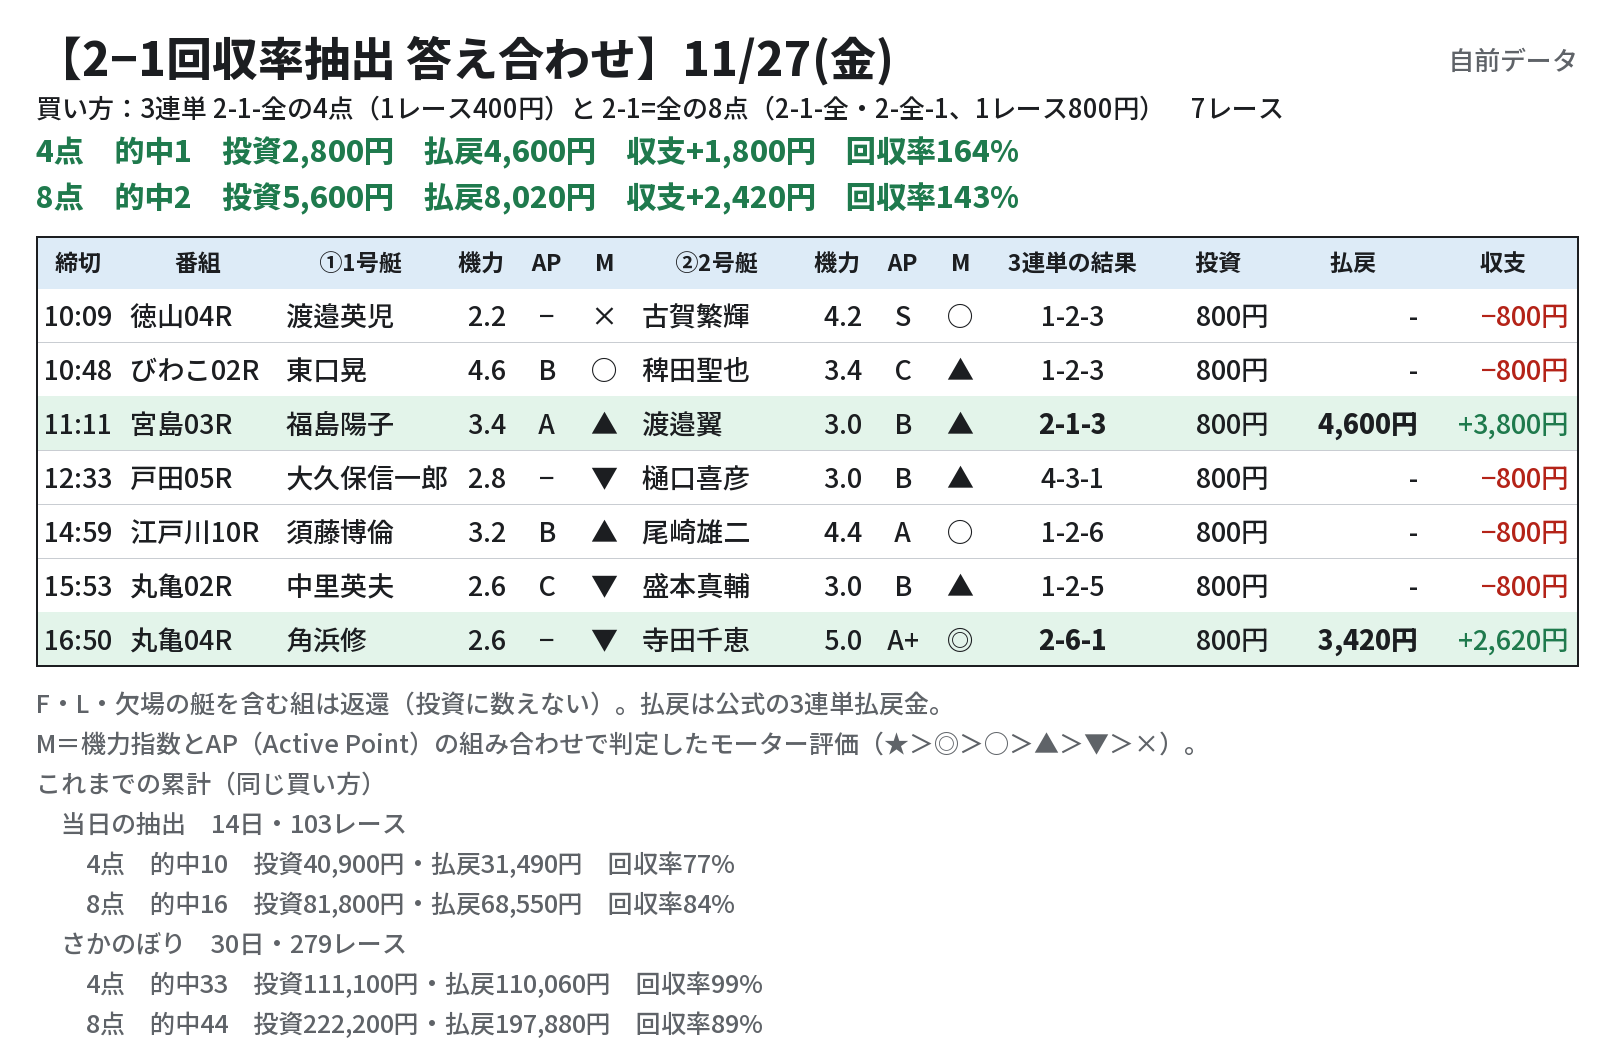 【2−1回収率抽出 答え合わせ】11/27(金)
自前データ
買い方：3連単 2-1-全の4点（1レース400円）と 2-1=全の8点（2-1-全・2-全-1、1レース800円）　7レース
4点　的中1　投資2,800円　払戻4,600円　収支+1,800円　回収率164%
8点　的中2　投資5,600円　払戻8,020円　収支+2,420円　回収率143%
締切 番組 ①1号艇 機力 AP M ②2号艇 機力 AP M 3連単の結果 投資 払戻 収支
10:09 徳山04R 渡邉英児 2.2 − × 古賀繁輝 4.2 S ○ 1-2-3 800円 - −800円
10:48 びわこ02R 東口晃 4.6 B ○ 稗田聖也 3.4 C ▲ 1-2-3 800円 - −800円
11:11 宮島03R 福島陽子 3.4 A ▲ 渡邉翼 3.0 B ▲ 2-1-3 800円 4,600円 +3,800円
12:33 戸田05R 大久保信一郎 2.8 − ▼ 樋口喜彦 3.0 B ▲ 4-3-1 800円 - −800円
14:59 江戸川10R 須藤博倫 3.2 B ▲ 尾崎雄二 4.4 A ○ 1-2-6 800円 - −800円
15:53 丸亀02R 中里英夫 2.6 C ▼ 盛本真輔 3.0 B ▲ 1-2-5 800円 - −800円
16:50 丸亀04R 角浜修 2.6 − ▼ 寺田千恵 5.0 A+ ◎ 2-6-1 800円 3,420円 +2,620円
F・L・欠場の艇を含む組は返還（投資に数えない）。払戻は公式の3連単払戻金。
M＝機力指数とAP（Active Point）の組み合わせで判定したモーター評価（★＞◎＞○＞▲＞▼＞×）。
これまでの累計（同じ買い方）
当日の抽出　14日・103レース
4点　的中10　投資40,900円・払戻31,490円　回収率77%
8点　的中16　投資81,800円・払戻68,550円　回収率84%
さかのぼり　30日・279レース
4点　的中33　投資111,100円・払戻110,060円　回収率99%
8点　的中44　投資222,200円・払戻197,880円　回収率89%